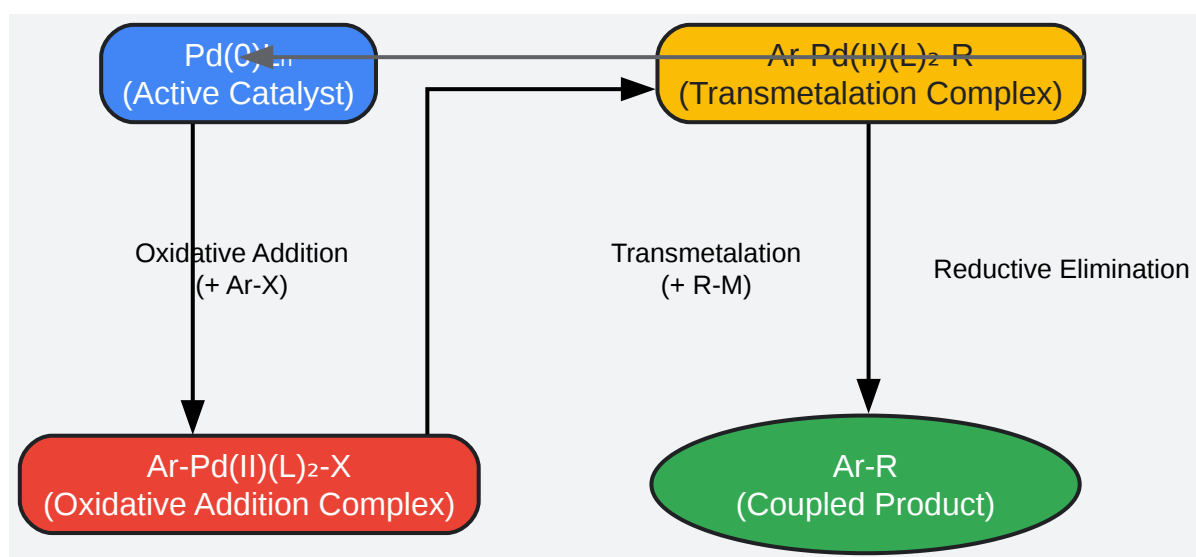 Pd(0)Ln
(Active Catalyst)
Ar-Pd(II)(L)₂-R
(Transmetalation Complex)
Oxidative Addition
(+ Ar-X)
Transmetalation
(+ R-M)
Reductive Elimination
Ar-Pd(II)(L)₂-X
(Oxidative Addition Complex)
Ar-R
(Coupled Product)